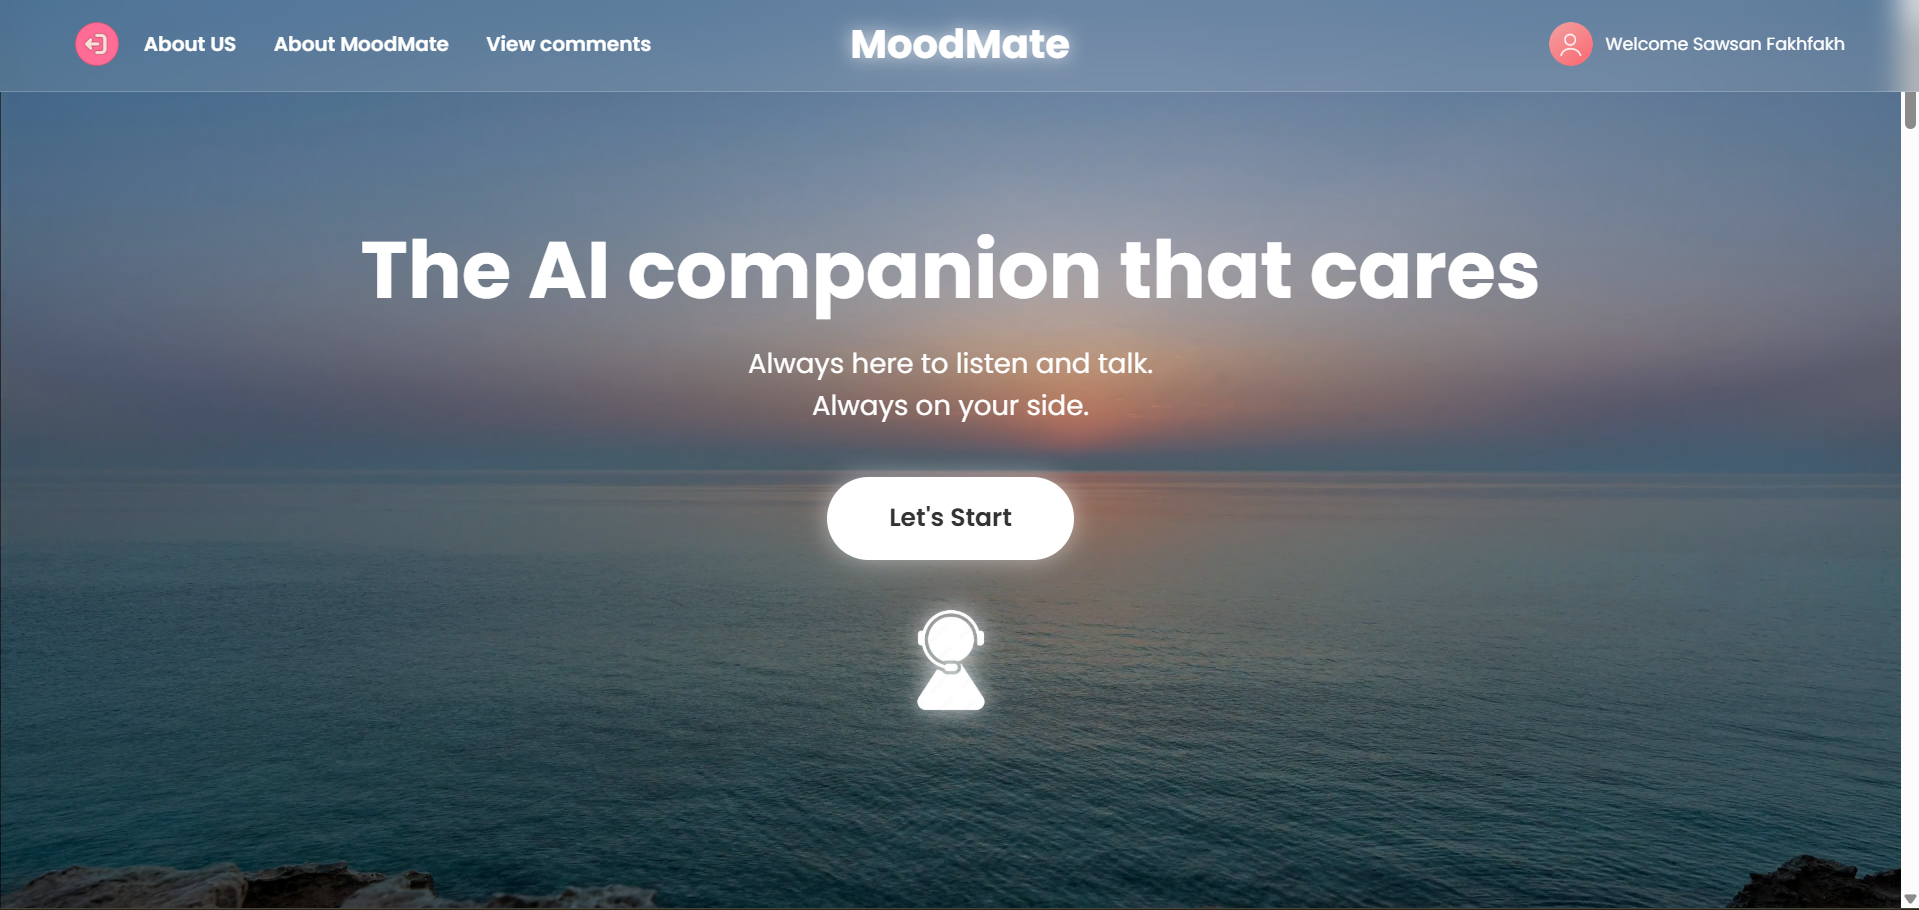 About US
About MoodMate
View comments
MoodMate
Welcome Sawsan Fakhfakh
The AI companion that cares
Always here to listen and talk.
Always on your side.
Let's Start